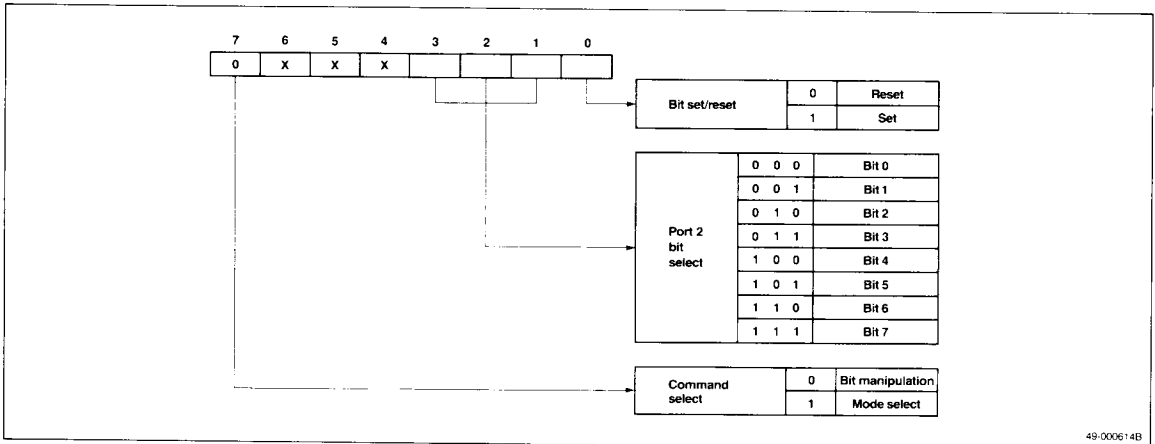 7 6 5 4 3 2 1 0
0 X X X
Bit set/reset
0 Reset
1 Set
Port 2
bit
select
0 0 0 Bit 0
0 0 1 Bit 1
0 1 0 Bit 2
0 1 1 Bit 3
1 0 0 Bit 4
1 0 1 Bit 5
1 1 0 Bit 6
1 1 1 Bit 7
Command
select
0 Bit manipulation
1 Mode select
49-000614B